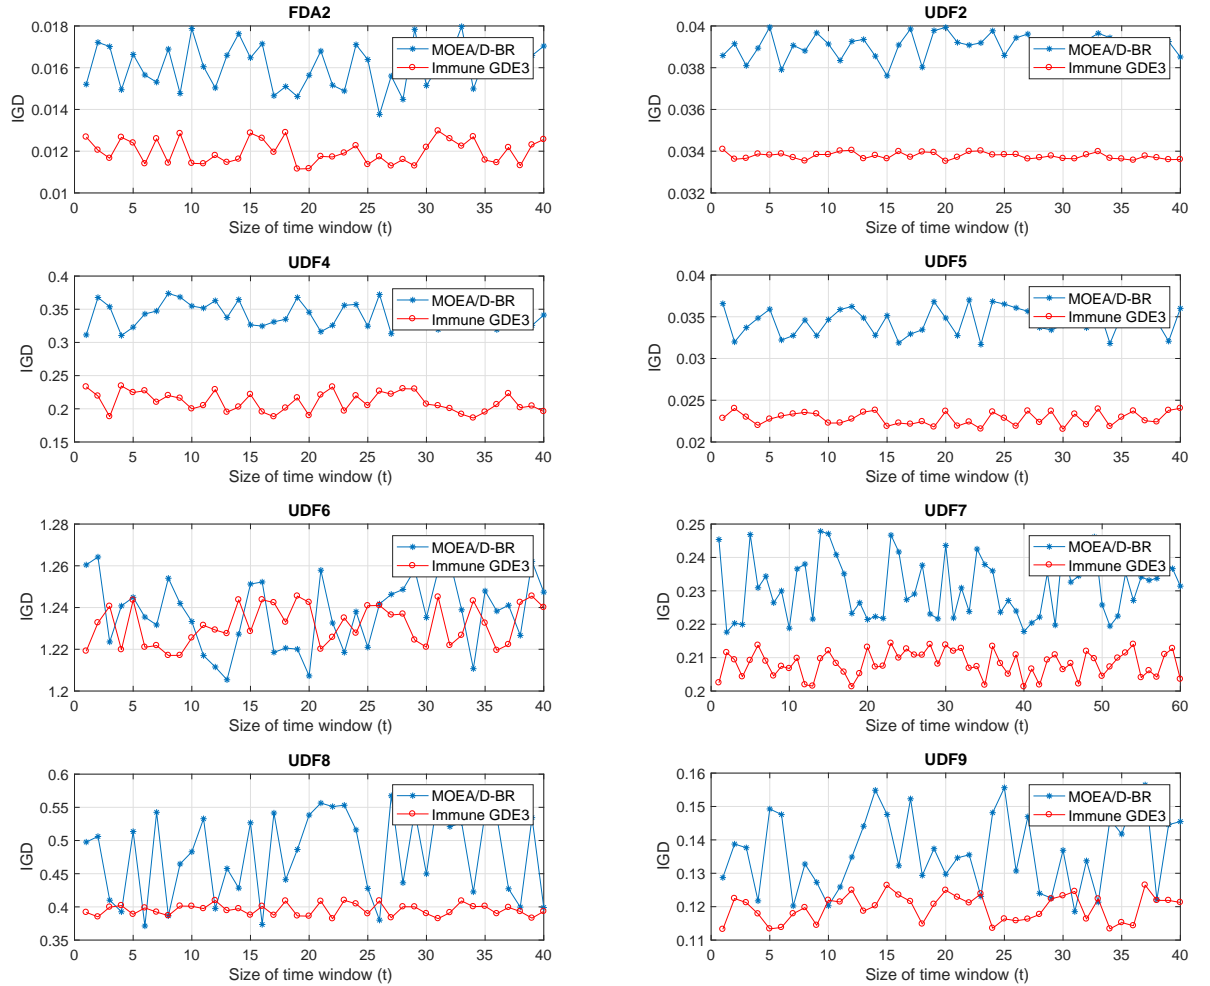 FDA2
0.018
0.016
0.014
0.012
0.01
IGD
MOEA/D-BR
Immune GDE3
0 5 10 15 20 25 30 35 40
Size of time window (t)
UDF2
0.04
0.038
0.036
0.034
0.032
IGD
MOEA/D-BR
Immune GDE3
0 5 10 15 20 25 30 35 40
Size of time window (t)
UDF4
0.4
0.35
0.3
0.25
0.2
0.15
IGD
MOEA/D-BR
Immune GDE3
0 5 10 15 20 25 30 35 40
Size of time window (t)
UDF5
0.04
0.035
0.03
0.025
0.02
IGD
MOEA/D-BR
Immune GDE3
0 5 10 15 20 25 30 35 40
Size of time window (t)
UDF6
1.28
1.26
1.24
1.22
1.2
IGD
MOEA/D-BR
Immune GDE3
0 5 10 15 20 25 30 35 40
Size of time window (t)
UDF7
0.25
0.24
0.23
0.22
0.21
0.2
IGD
MOEA/D-BR
Immune GDE3
0 10 20 30 40 50 60
Size of time window (t)
UDF8
0.6
0.55
0.5
0.45
0.4
0.35
IGD
MOEA/D-BR
Immune GDE3
0 5 10 15 20 25 30 35 40
Size of time window (t)
UDF9
0.16
0.15
0.14
0.13
0.12
0.11
IGD
MOEA/D-BR
Immune GDE3
0 5 10 15 20 25 30 35 40
Size of time window (t)